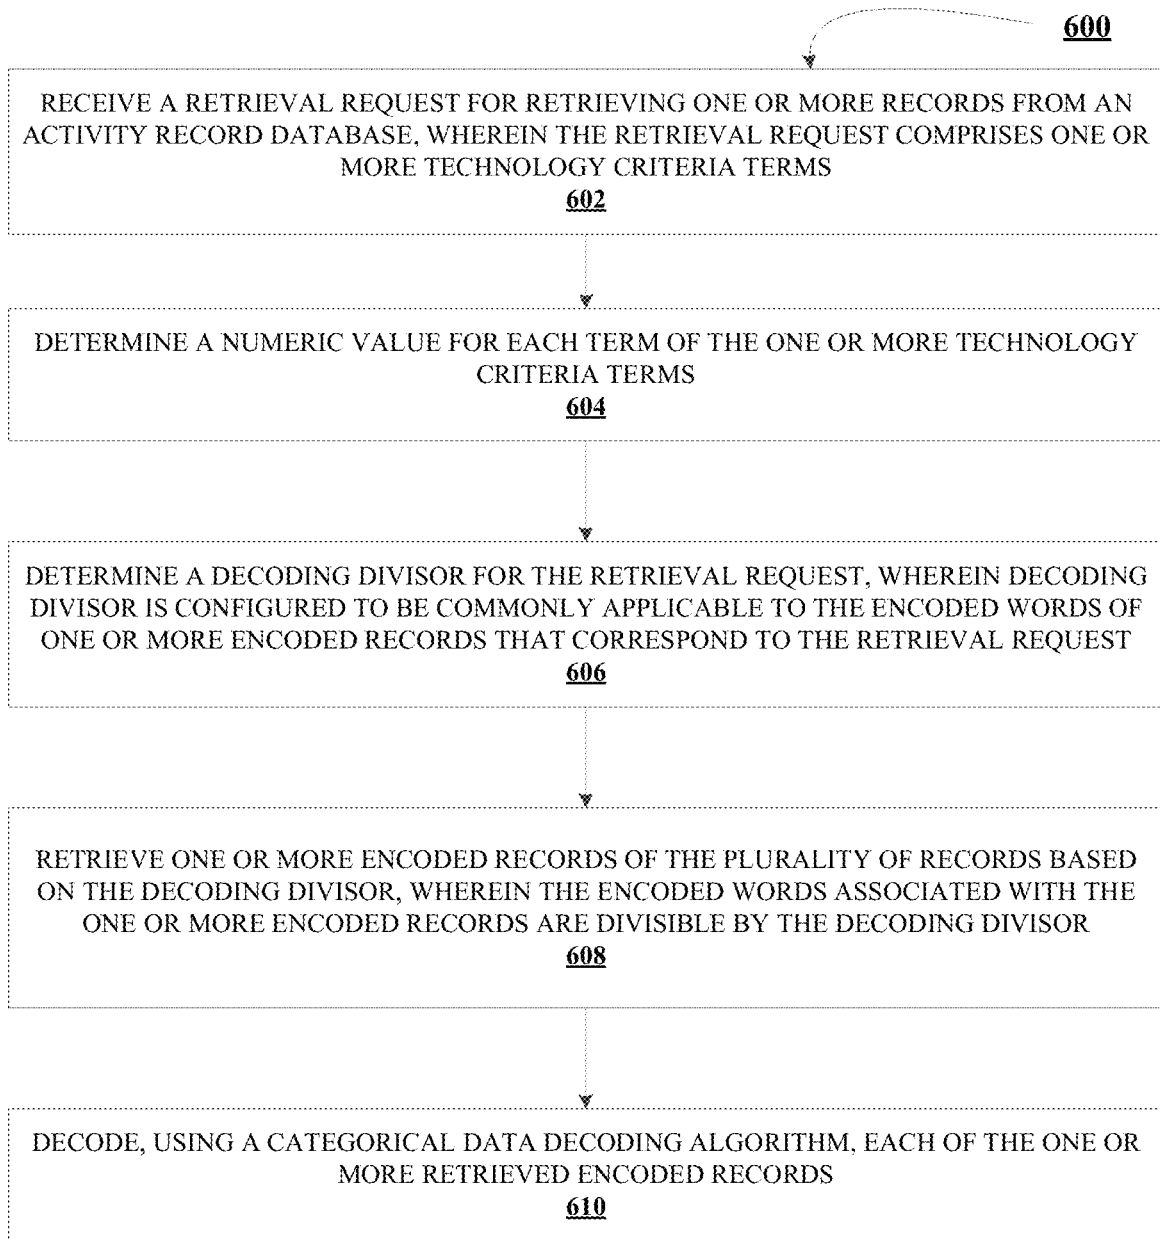 600
RECEIVE A RETRIEVAL REQUEST FOR RETRIEVING ONE OR MORE RECORDS FROM AN
ACTIVITY RECORD DATABASE, WHEREIN THE RETRIEVAL REQUEST COMPRISES ONE OR
MORE TECHNOLOGY CRITERIA TERMS
602
DETERMINE A NUMERIC VALUE FOR EACH TERM OF THE ONE OR MORE TECHNOLOGY
CRITERIA TERMS
604
DETERMINE A DECODING DIVISOR FOR THE RETRIEVAL REQUEST, WHEREIN DECODING
DIVISOR IS CONFIGURED TO BE COMMONLY APPLICABLE TO THE ENCODED WORDS OF
ONE OR MORE ENCODED RECORDS THAT CORRESPOND TO THE RETRIEVAL REQUEST
606
RETRIEVE ONE OR MORE ENCODED RECORDS OF THE PLURALITY OF RECORDS BASED
ON THE DECODING DIVISOR, WHEREIN THE ENCODED WORDS ASSOCIATED WITH THE
ONE OR MORE ENCODED RECORDS ARE DIVISIBLE BY THE DECODING DIVISOR
608
DECODE, USING A CATEGORICAL DATA DECODING ALGORITHM, EACH OF THE ONE OR
MORE RETRIEVED ENCODED RECORDS
610